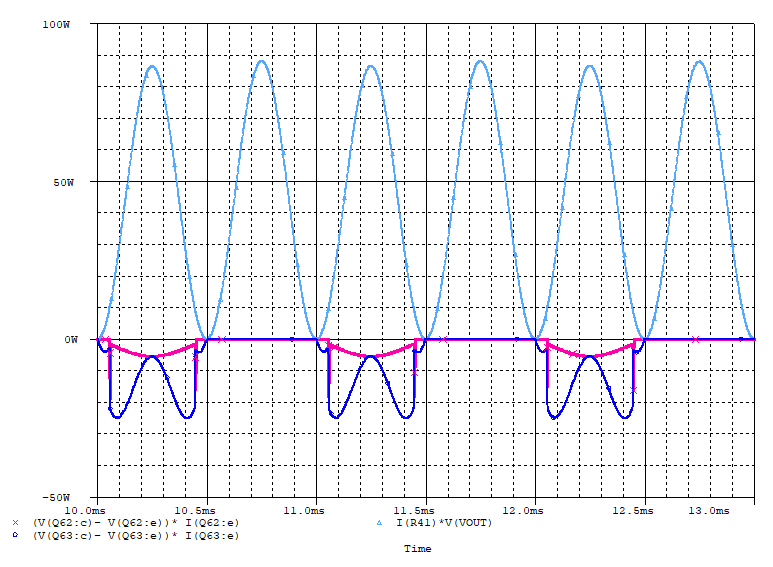 100W
50W
0W
-50W
10.0ms 10.5ms 11.0ms 11.5ms 12.0ms 12.5ms 13.0ms
(V(Q62:c)- V(Q62:e))* I(Q62:e) I(R41)*V(VOUT)
(V(Q63:c)- V(Q63:e))* I(Q63:e)
Time